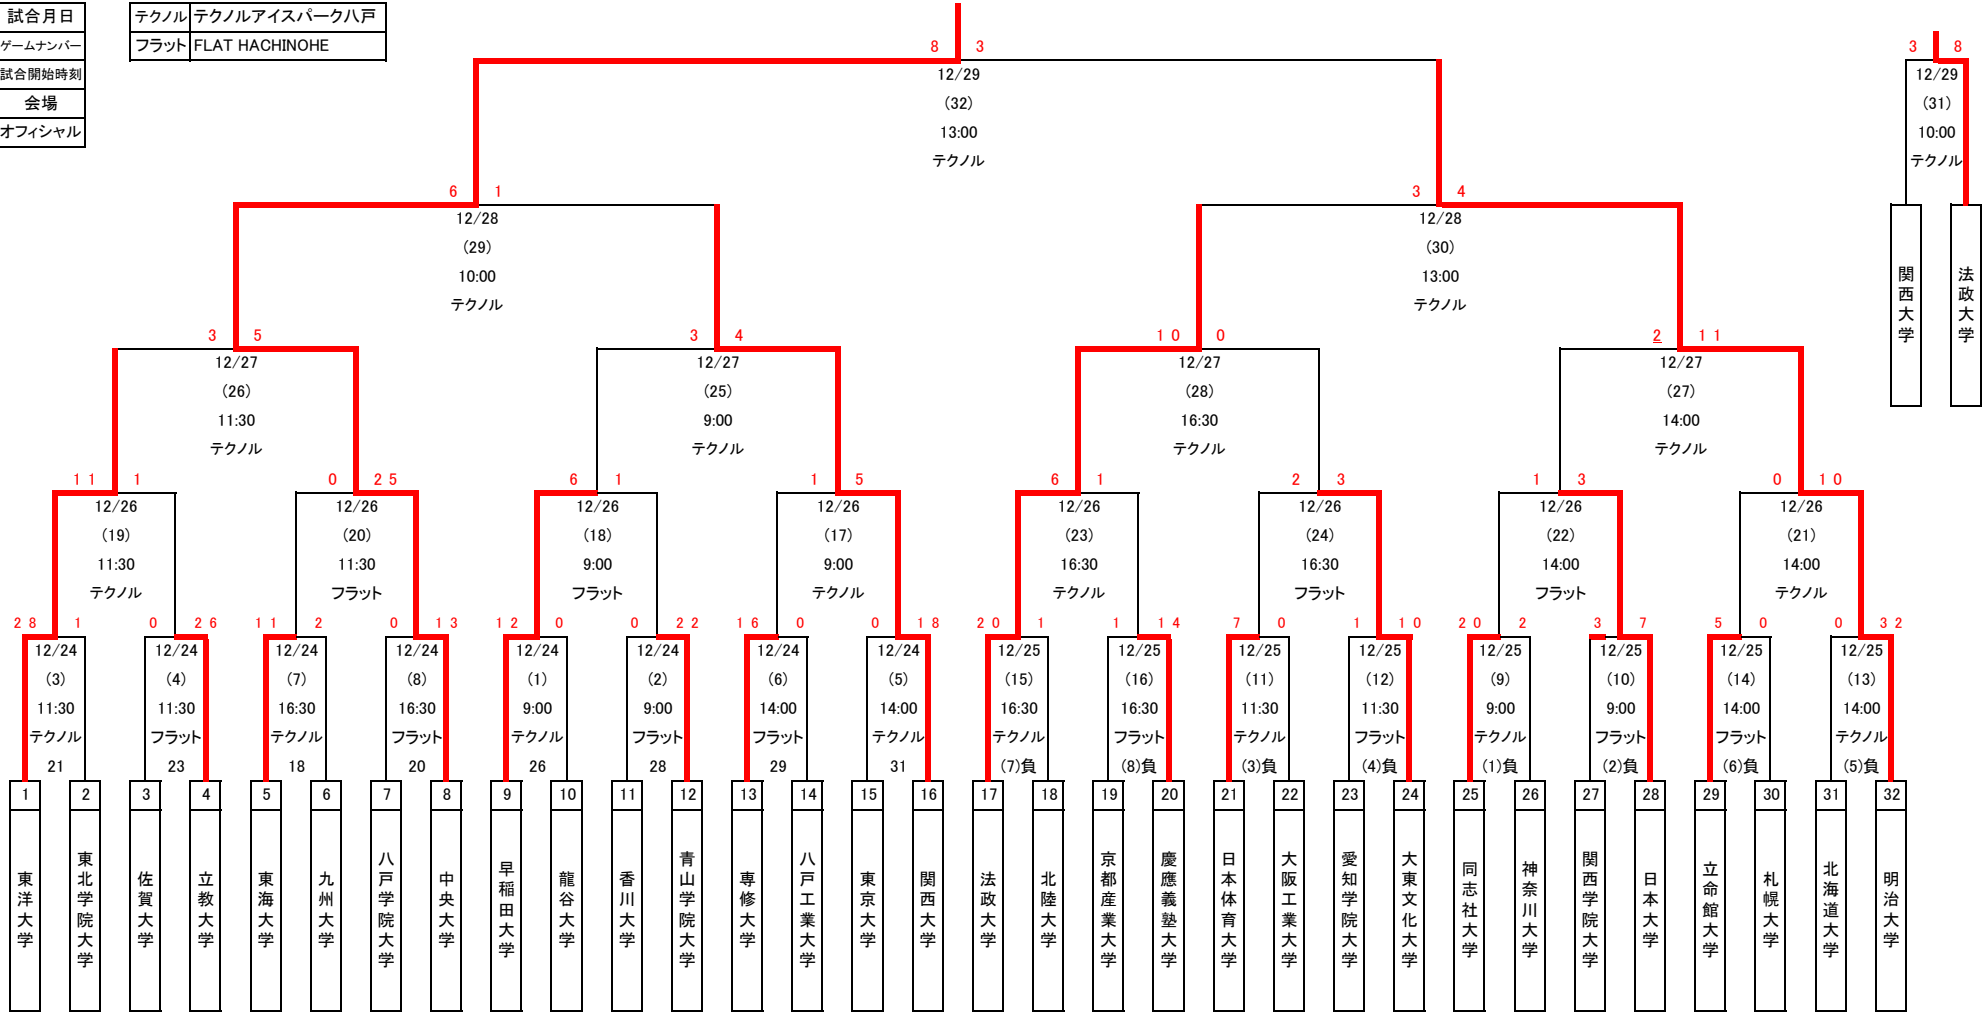 試合月日
ゲームナンバー
試合開始時刻
会場
オフィシャル
テクノル テクノルアイスパーク八戸
フラット FLAT HACHINOHE
8 3
12/29
(32)
13:00
テクノル
3 8
12/29
(31)
10:00
テクノル
関西大学
法政大学
6 1
12/28
(29)
10:00
テクノル
3 4
12/28
(30)
13:00
テクノル
3 5
12/27
(26)
11:30
テクノル
3 4
12/27
(25)
9:00
テクノル
10 0
12/27
(28)
16:30
テクノル
2 11
12/27
(27)
14:00
テクノル
11 1
12/26
(19)
11:30
テクノル
0 25
12/26
(20)
11:30
フラット
6 1
12/26
(18)
9:00
フラット
1 5
12/26
(17)
9:00
テクノル
6 1
12/26
(23)
16:30
テクノル
2 3
12/26
(24)
16:30
フラット
1 3
12/26
(22)
14:00
フラット
0 10
12/26
(21)
14:00
テクノル
28 1
12/24
(3)
11:30
テクノル
21
0 26
12/24
(4)
11:30
フラット
23
11 2
12/24
(7)
16:30
テクノル
18
0 13
12/24
(8)
16:30
フラット
20
12 0
12/24
(1)
9:00
テクノル
26
0 22
12/24
(2)
9:00
フラット
28
16 0
12/24
(6)
14:00
フラット
29
0 18
12/24
(5)
14:00
テクノル
31
20 1
12/25
(15)
16:30
テクノル
(7)負
1 14
12/25
(16)
16:30
フラット
(8)負
7 0
12/25
(11)
11:30
テクノル
(3)負
1 10
12/25
(12)
11:30
フラット
(4)負
20 2
12/25
(9)
9:00
テクノル
(1)負
3 7
12/25
(10)
9:00
フラット
(2)負
5 0
12/25
(14)
14:00
フラット
(6)負
0 32
12/25
(13)
14:00
テクノル
(5)負
1 東洋大学
2 東北学院大学
3 佐賀大学
4 立教大学
5 東海大学
6 九州大学
7 八戸学院大学
8 中央大学
9 早稲田大学
10 龍谷大学
11 香川大学
12 青山学院大学
13 専修大学
14 八戸工業大学
15 東京大学
16 関西大学
17 法政大学
18 北陸大学
19 京都産業大学
20 慶應義塾大学
21 日本体育大学
22 大阪工業大学
23 愛知学院大学
24 大東文化大学
25 同志社大学
26 神奈川大学
27 関西学院大学
28 日本大学
29 立命館大学
30 札幌大学
31 北海道大学
32 明治大学